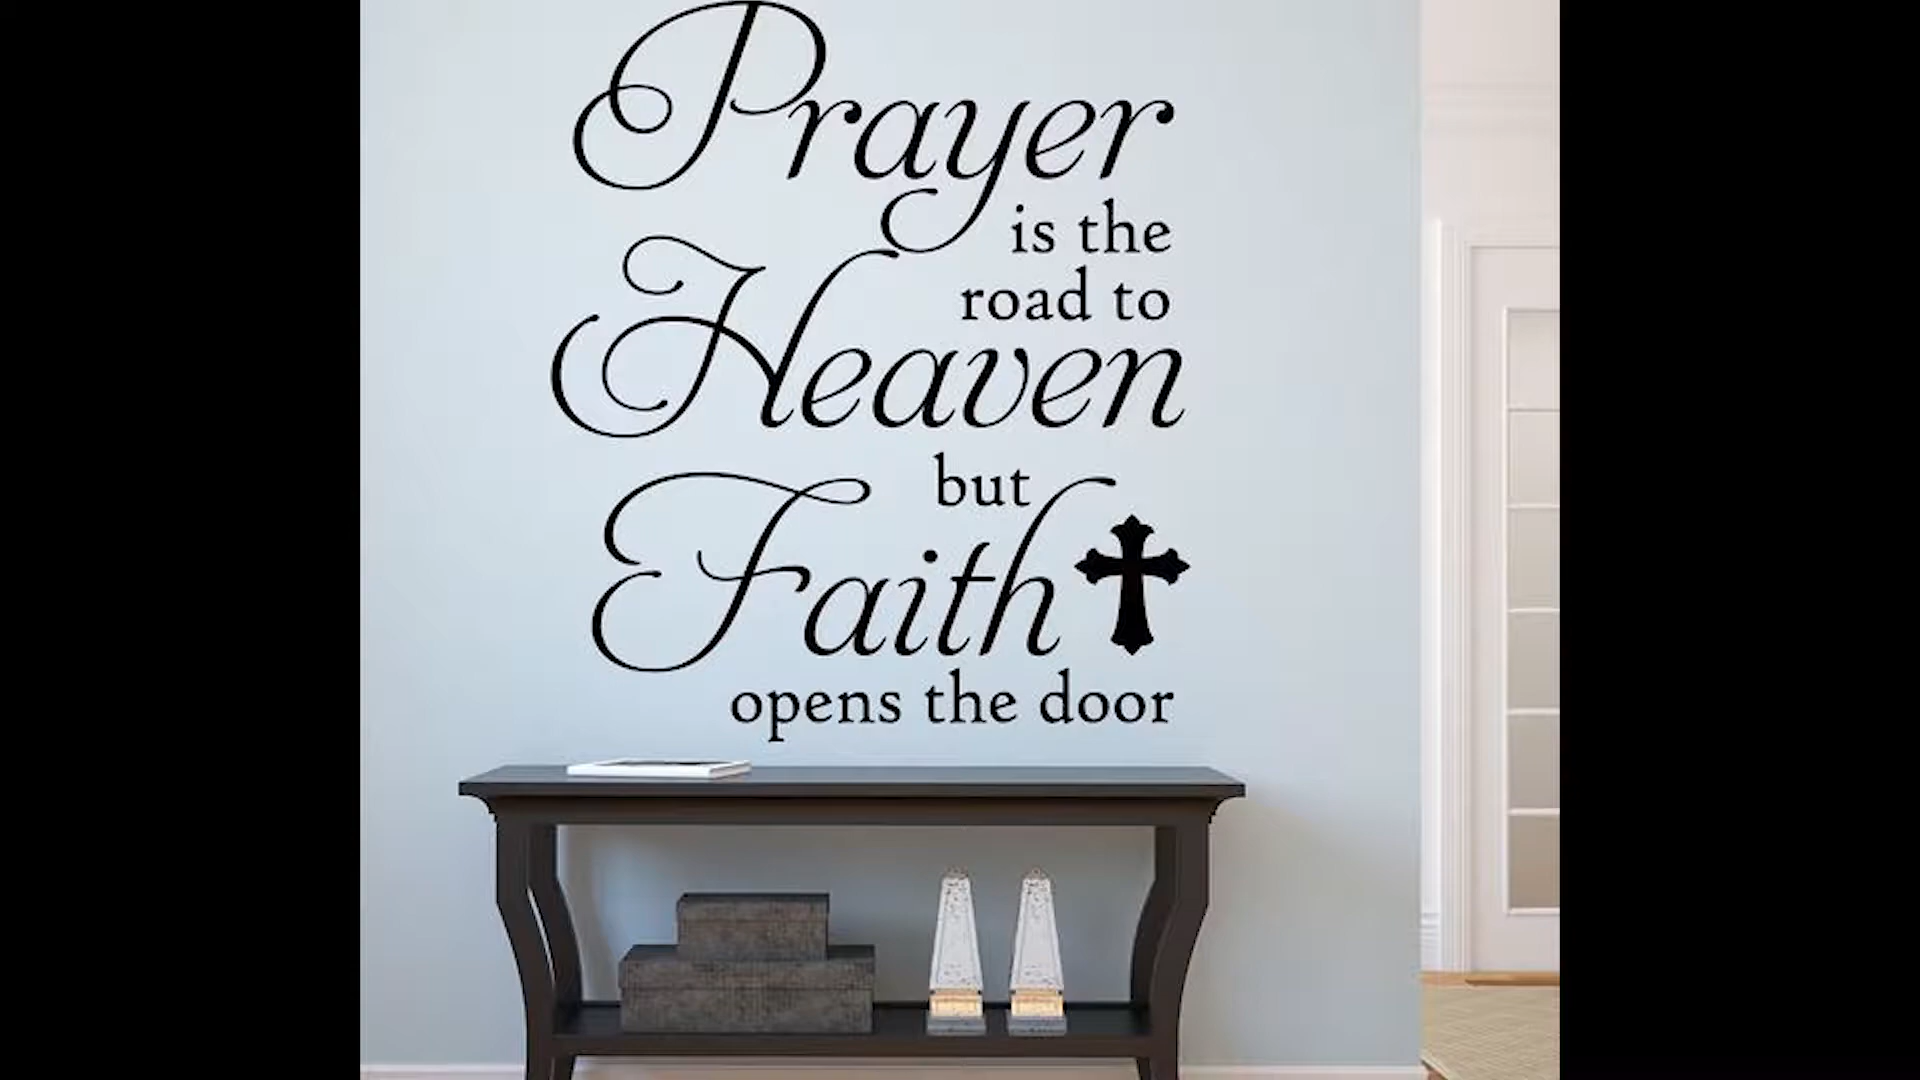 Prayer
is the
road to
Heaven
but
Faith
opens the door